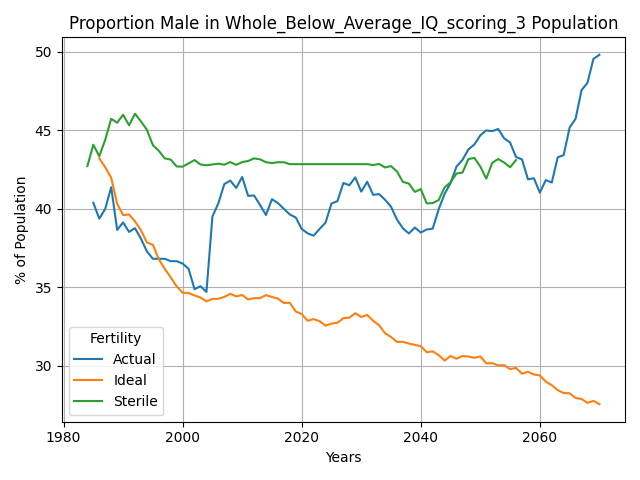 Proportion Male in Whole_Below_Average_IQ_scoring_3 Population
% of Population
50
45
40
35
30
Fertility
Actual
Ideal
Sterile
1980
2000
2020
2040
2060
Years